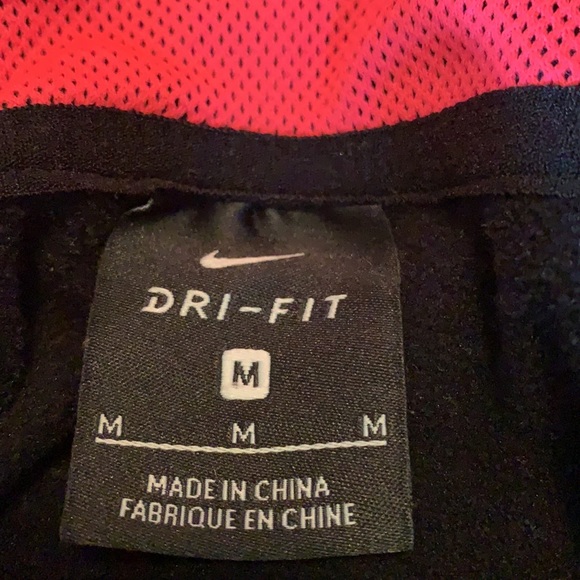 DRI-FIT
M
M M M
MADE IN CHINA
FABRIQUE EN CHINE